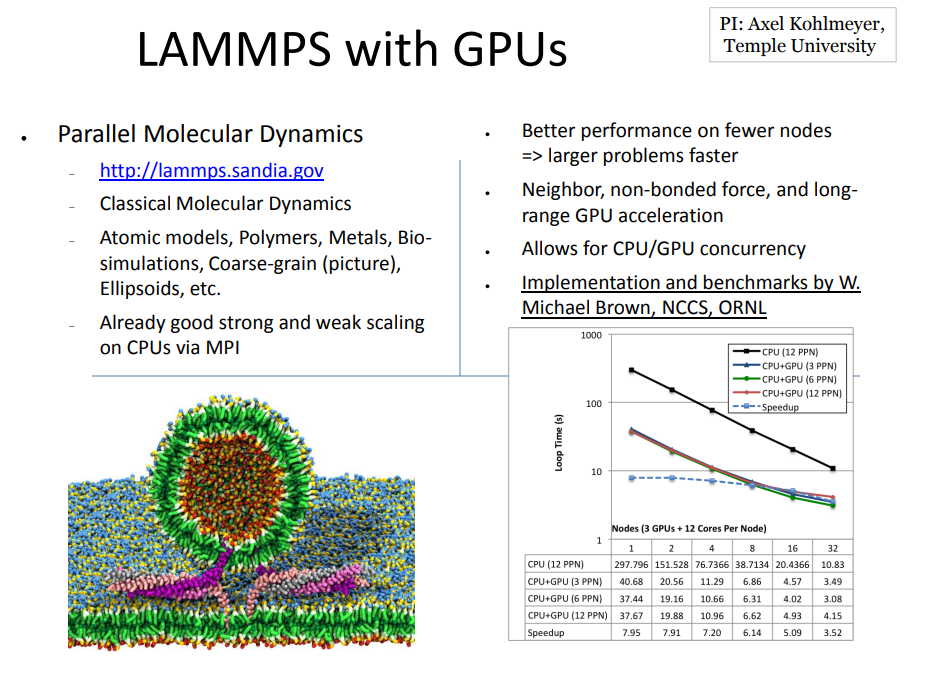 LAMMPS with GPUs
PI: Axel Kohlmeyer,
Temple University
• Parallel Molecular Dynamics
– http://lammps.sandia.gov
– Classical Molecular Dynamics
– Atomic models, Polymers, Metals, Bio-
simulations, Coarse-grain (picture),
Ellipsoids, etc.
– Already good strong and weak scaling
on CPUs via MPI
• Better performance on fewer nodes
=> larger problems faster
• Neighbor, non-bonded force, and long-
range GPU acceleration
• Allows for CPU/GPU concurrency
• Implementation and benchmarks by W.
Michael Brown, NCCS, ORNL
1000
100
10
1
Loop Time (s)
CPU (12 PPN)
CPU+GPU (3 PPN)
CPU+GPU (6 PPN)
CPU+GPU (12 PPN)
Speedup
Nodes (3 GPUs + 12 Cores Per Node)
1 2 4 8 16 32
CPU (12 PPN) 297.796 151.528 76.7366 38.7134 20.4366 10.83
CPU+GPU (3 PPN) 40.68 20.56 11.29 6.86 4.57 3.49
CPU+GPU (6 PPN) 37.44 19.16 10.66 6.31 4.02 3.08
CPU+GPU (12 PPN) 37.67 19.88 10.96 6.62 4.93 4.15
Speedup 7.95 7.91 7.20 6.14 5.09 3.52